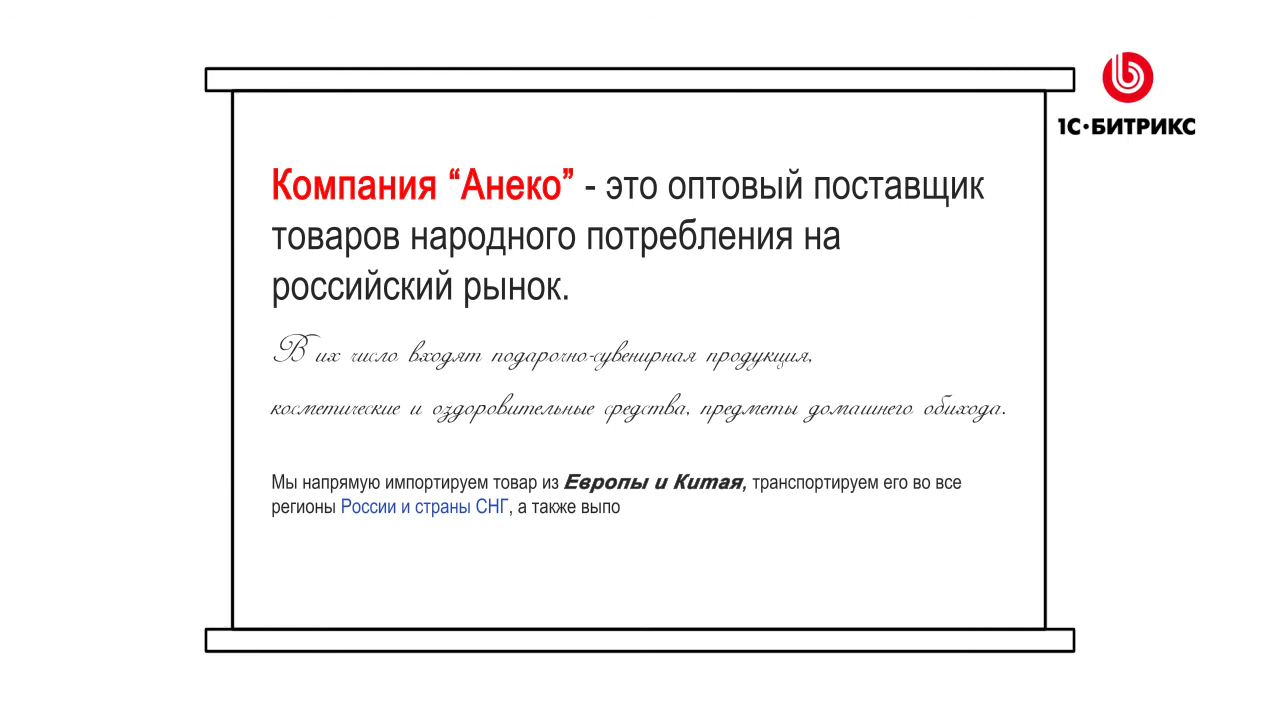 1С·БИТРИКС
Компания “Анеко” - это оптовый поставщик
товаров народного потребления на
российский рынок.
В их число входят подарочно-сувенирная продукция,
косметические и оздоровительные средства, предметы домашнего обихода.
Мы напрямую импортируем товар из Европы и Китая, транспортируем его во все
регионы России и страны СНГ, а также выпо